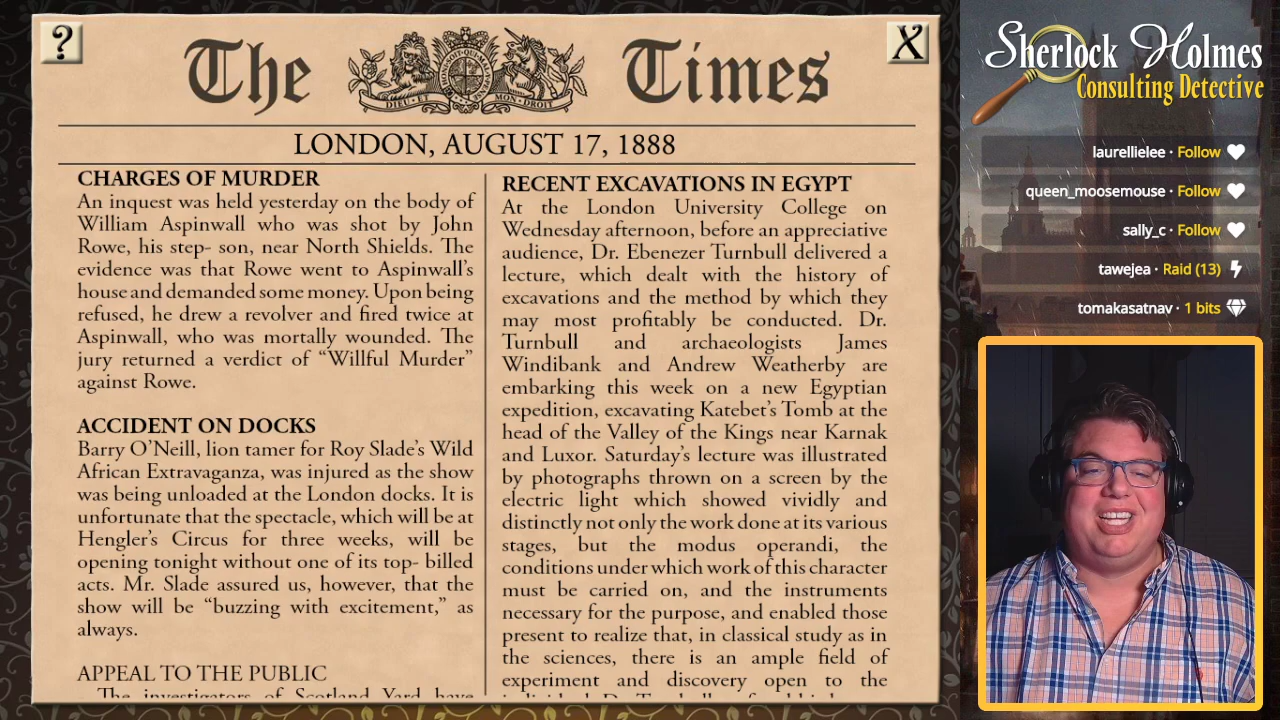 ?
The Times
X
DIEU · ET MON · DROIT
LONDON, AUGUST 17, 1888
CHARGES OF MURDER
An inquest was held yesterday on the body of
William Aspinwall who was shot by John
Rowe, his step- son, near North Shields. The
evidence was that Rowe went to Aspinwall's
house and demanded some money. Upon being
refused, he drew a revolver and fired twice at
Aspinwall, who was mortally wounded. The
jury returned a verdict of “Willful Murder”
against Rowe.
ACCIDENT ON DOCKS
Barry O'Neill, lion tamer for Roy Slade's Wild
African Extravaganza, was injured as the show
was being unloaded at the London docks. It is
unfortunate that the spectacle, which will be at
Hengler's Circus for three weeks, will be
opening tonight without one of its top- billed
acts. Mr. Slade assured us, however, that the
show will be “buzzing with excitement,” as
always.
APPEAL TO THE PUBLIC
The investigators of Scotland Yard have
RECENT EXCAVATIONS IN EGYPT
At the London University College on
Wednesday afternoon, before an appreciative
audience, Dr. Ebenezer Turnbull delivered a
lecture, which dealt with the history of
excavations and the method by which they
may most profitably be conducted. Dr.
Turnbull and archaeologists James
Windibank and Andrew Weatherby are
embarking this week on a new Egyptian
expedition, excavating Katebet's Tomb at the
head of the Valley of the Kings near Karnak
and Luxor. Saturday's lecture was illustrated
by photographs thrown on a screen by the
electric light which showed vividly and
distinctly not only the work done at its various
stages, but the modus operandi, the
conditions under which work of this character
must be carried on, and the instruments
necessary for the purpose, and enabled those
present to realize that, in classical study as in
the sciences, there is an ample field of
experiment and discovery open to the
Sherlock Holmes
Consulting Detective
laurellielee · Follow
queen_moosemouse · Follow
sally_c · Follow
tawejea · Raid (13)
tomakasatnav · 1 bits